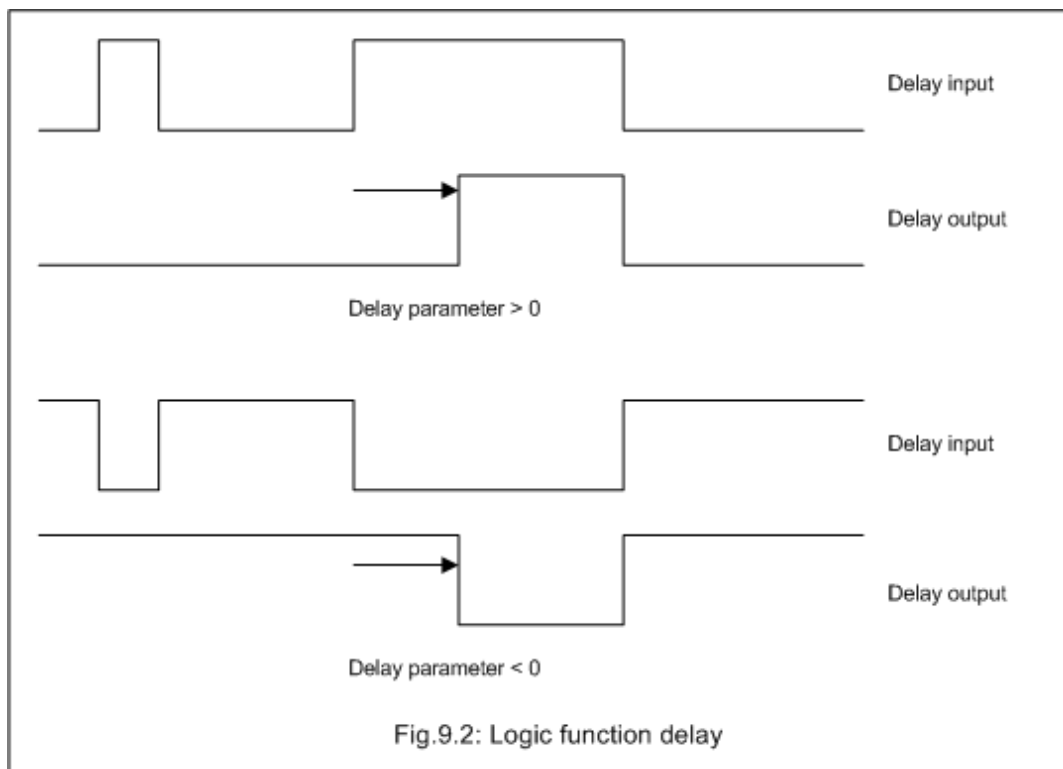 Delay input
Delay output
Delay parameter > 0
Delay input
Delay output
Delay parameter < 0
Fig.9.2: Logic function delay